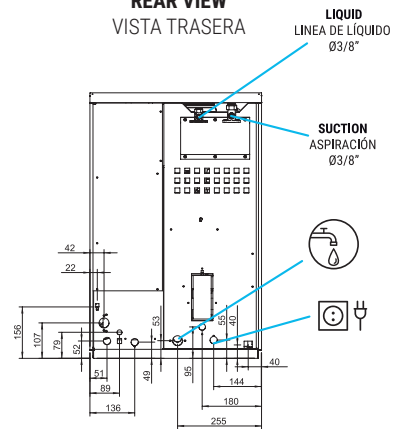 REAR VIEW
VISTA TRASERA
LIQUID
LINEA DE LÍQUIDO
Ø3/8”
SUCTION
ASPIRACIÓN
Ø3/8”
42
22
156
107
79
52
53
95
55
40
49
51
89
136
40
144
180
255